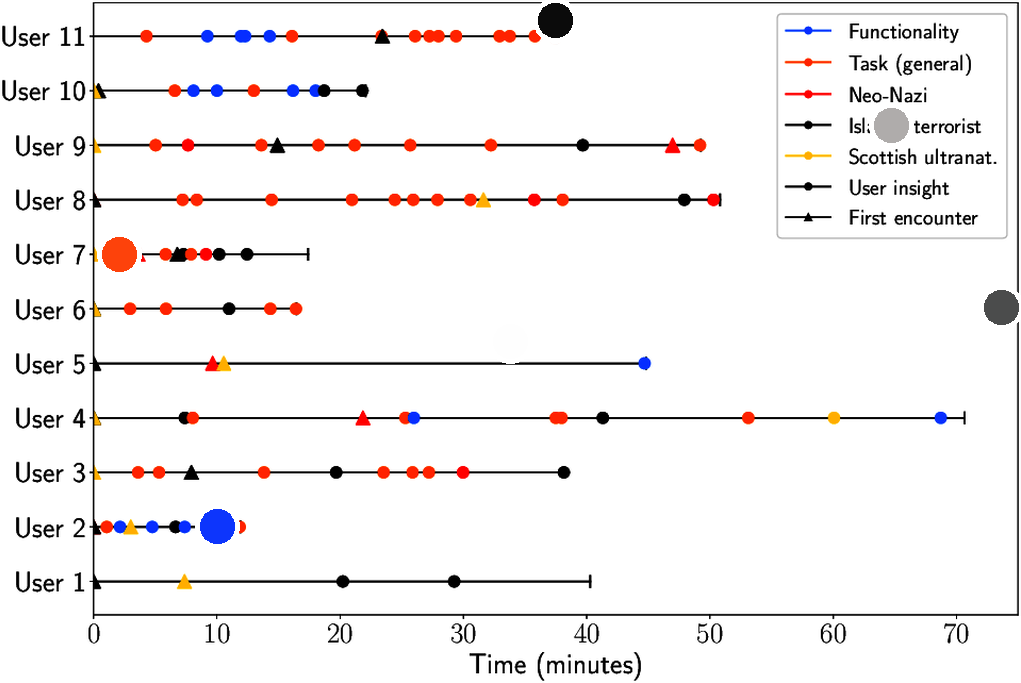 User 11
User 10
User 9
User 8
User 7
User 6
User 5
User 4
User 3
User 2
User 1
0 10 20 30 40 50 60 70
Time (minutes)
Functionality
Task (general)
Neo-Nazi
terrorist
Scottish ultranat.
User insight
First encounter